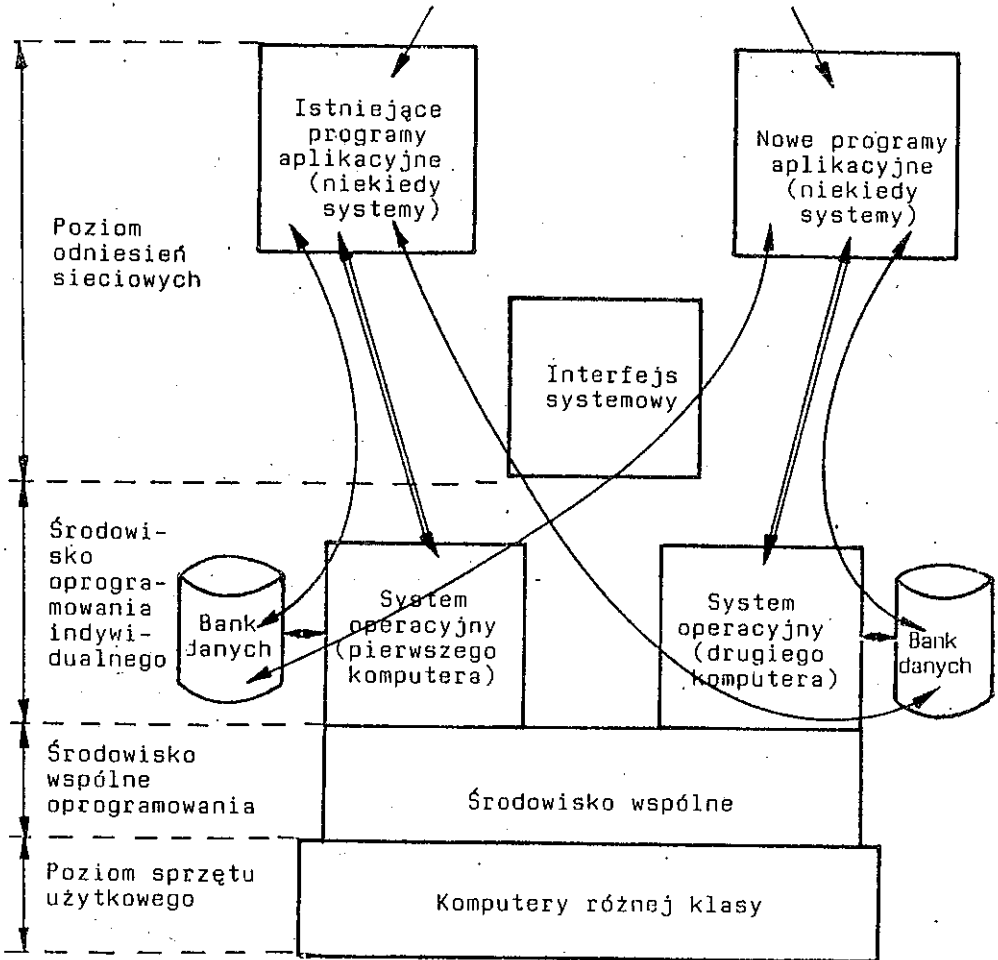 Istniejące
programy
aplikacyjne
(niekiedy
systemy)
Nowe programy
aplikacyjne
(niekiedy
systemy)
Poziom
odniesień
sieciowych
Interfejs
systemowy
Środowi-
sko
oprogra-
mowania
indywi-
dualnego
Bank
danych
System
operacyjny
(pierwszego
komputera)
System
operacyjny
(drugiego
komputera)
Bank
danych
Środowisko
wspólne
oprogramowania
Środowisko wspólne
Poziom sprzętu
użytkowego
Komputery różnej klasy